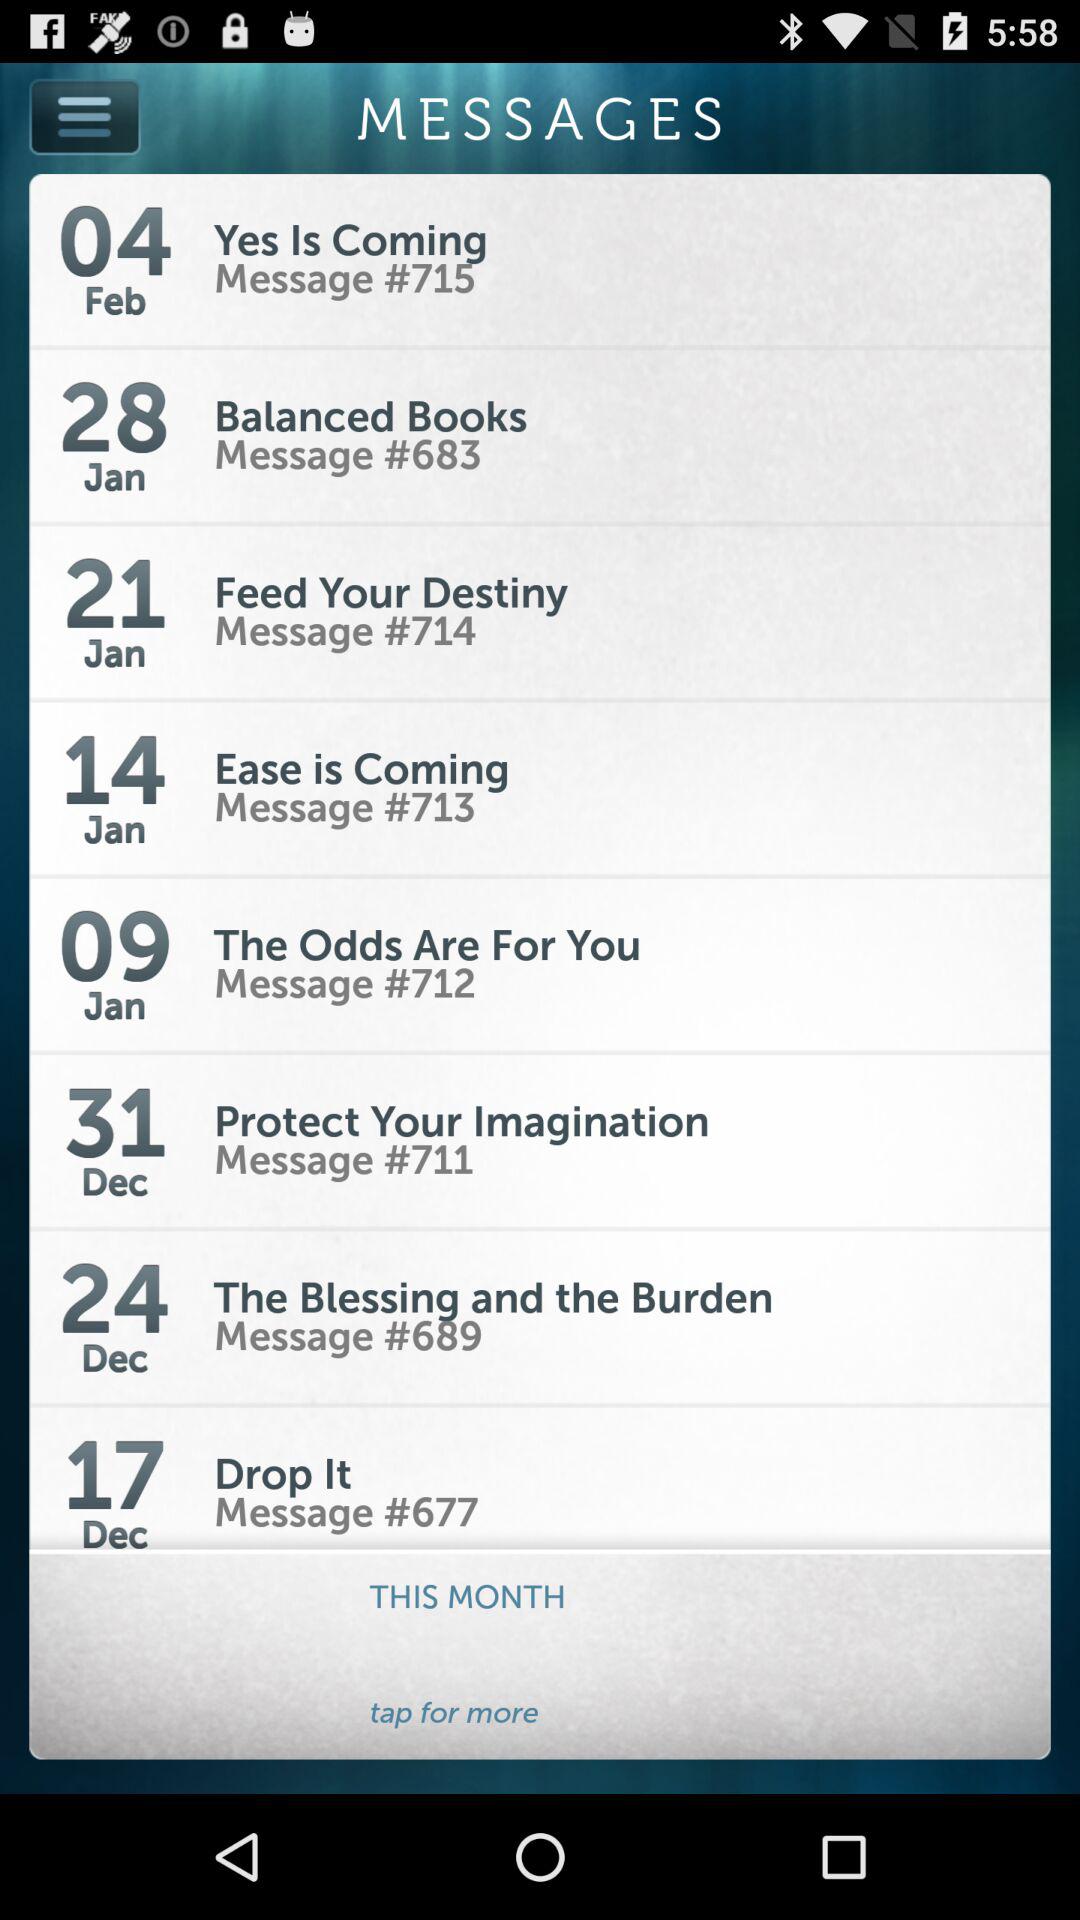 FAKE
5:58
MESSAGES
04
Feb
Yes Is Coming
Message #715
28
Jan
Balanced Books
Message #683
21
Jan
Feed Your Destiny
Message #714
14
Jan
Ease is Coming
Message #713
09
Jan
The Odds Are For You
Message #712
31
Dec
Protect Your Imagination
Message #711
24
Dec
The Blessing and the Burden
Message #689
17
Dec
Drop It
Message #677
THIS MONTH
tap for more